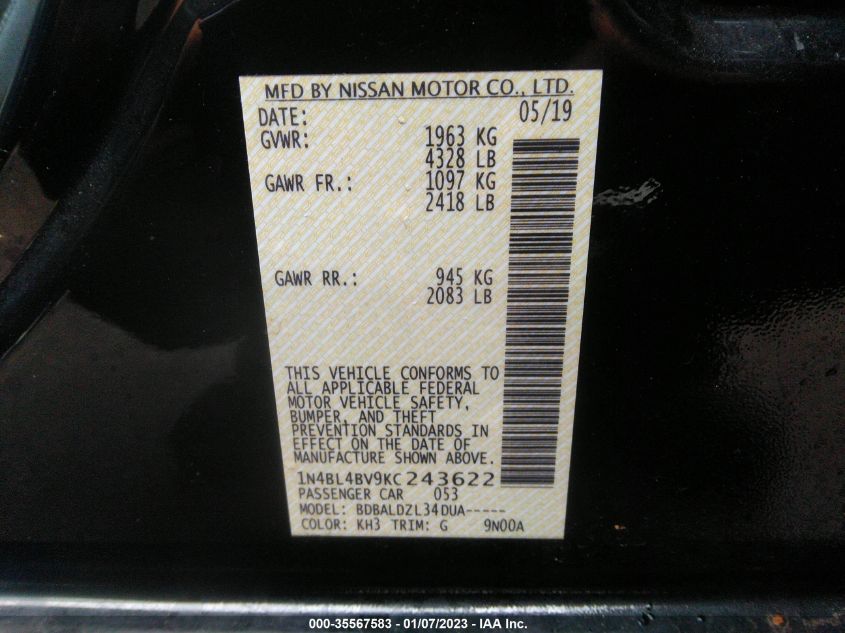 MFD BY NISSAN MOTOR CO., LTD.
DATE: 05/19
GVWR: 1963 KG
4328 LB
GAWR FR.: 1097 KG
2418 LB
GAWR RR.: 945 KG
2083 LB
THIS VEHICLE CONFORMS TO
ALL APPLICABLE FEDERAL
MOTOR VEHICLE SAFETY,
BUMPER, AND THEFT
PREVENTION STANDARDS IN
EFFECT ON THE DATE OF
MANUFACTURE SHOWN ABOVE.
1N4BL4BV9KC243622
PASSENGER CAR 053
MODEL: BDBALDZL34DUA-----
COLOR: KH3 TRIM: G 9N00A
000-35567583 - 01/07/2023 - IAA Inc.